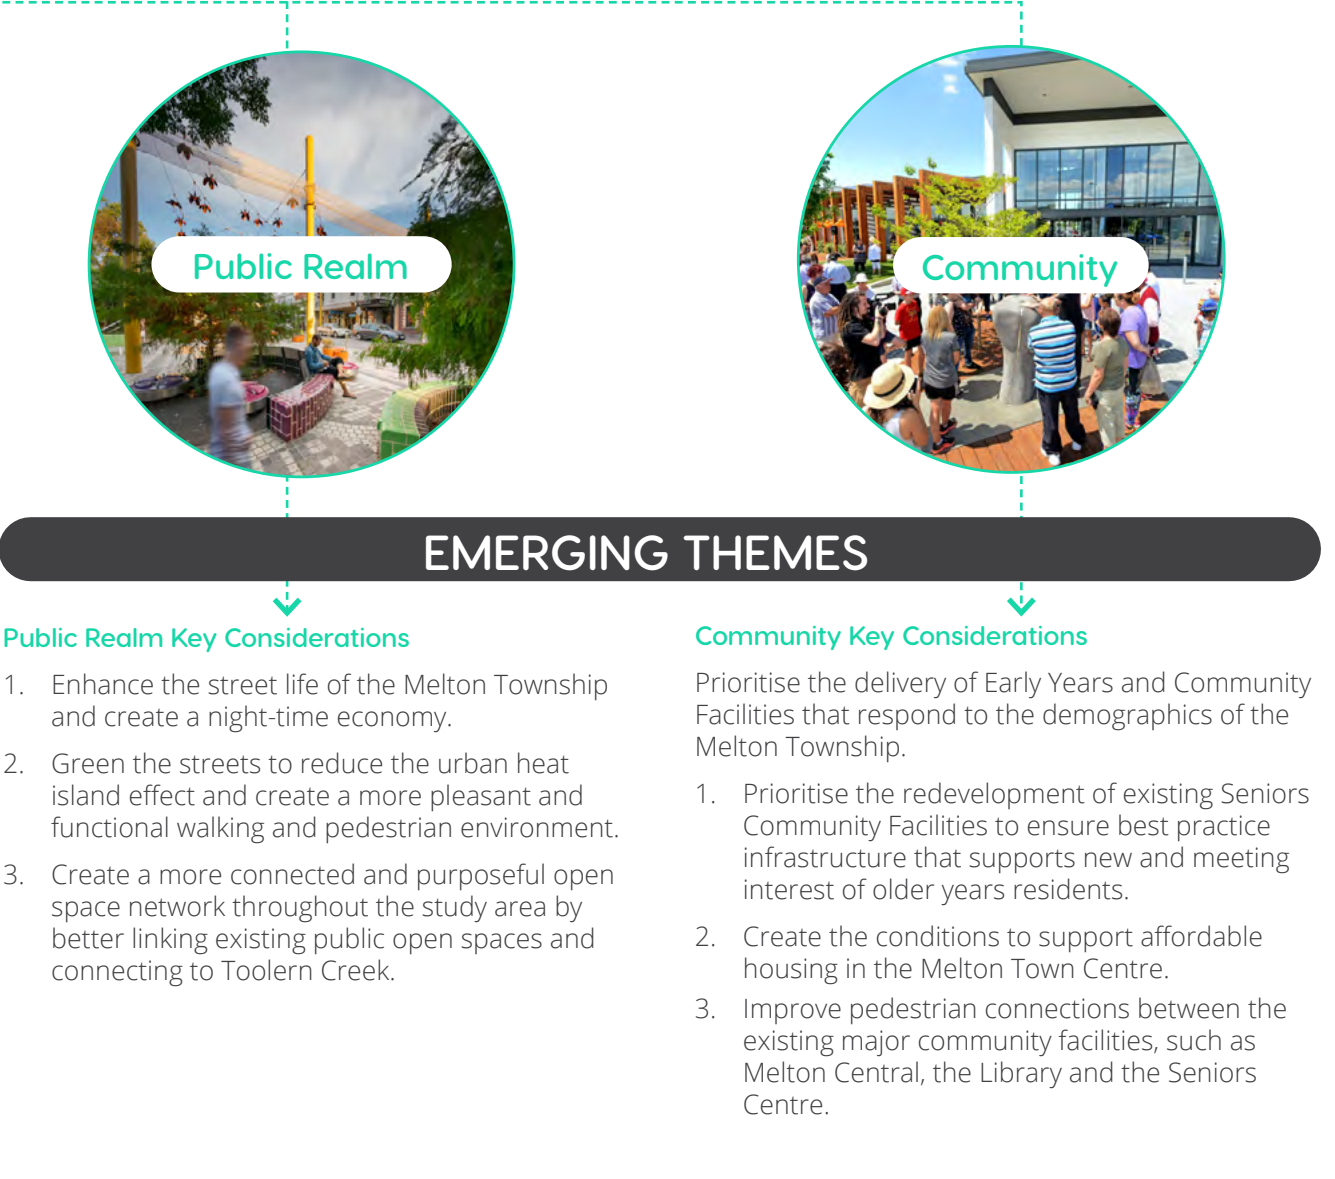 Public Realm
Community
EMERGING THEMES
Public Realm Key Considerations
1. Enhance the street life of the Melton Township
and create a night-time economy.
2. Green the streets to reduce the urban heat
island effect and create a more pleasant and
functional walking and pedestrian environment.
3. Create a more connected and purposeful open
space network throughout the study area by
better linking existing public open spaces and
connecting to Toolern Creek.
Community Key Considerations
Prioritise the delivery of Early Years and Community
Facilities that respond to the demographics of the
Melton Township.
1. Prioritise the redevelopment of existing Seniors
Community Facilities to ensure best practice
infrastructure that supports new and meeting
interest of older years residents.
2. Create the conditions to support affordable
housing in the Melton Town Centre.
3. Improve pedestrian connections between the
existing major community facilities, such as
Melton Central, the Library and the Seniors
Centre.